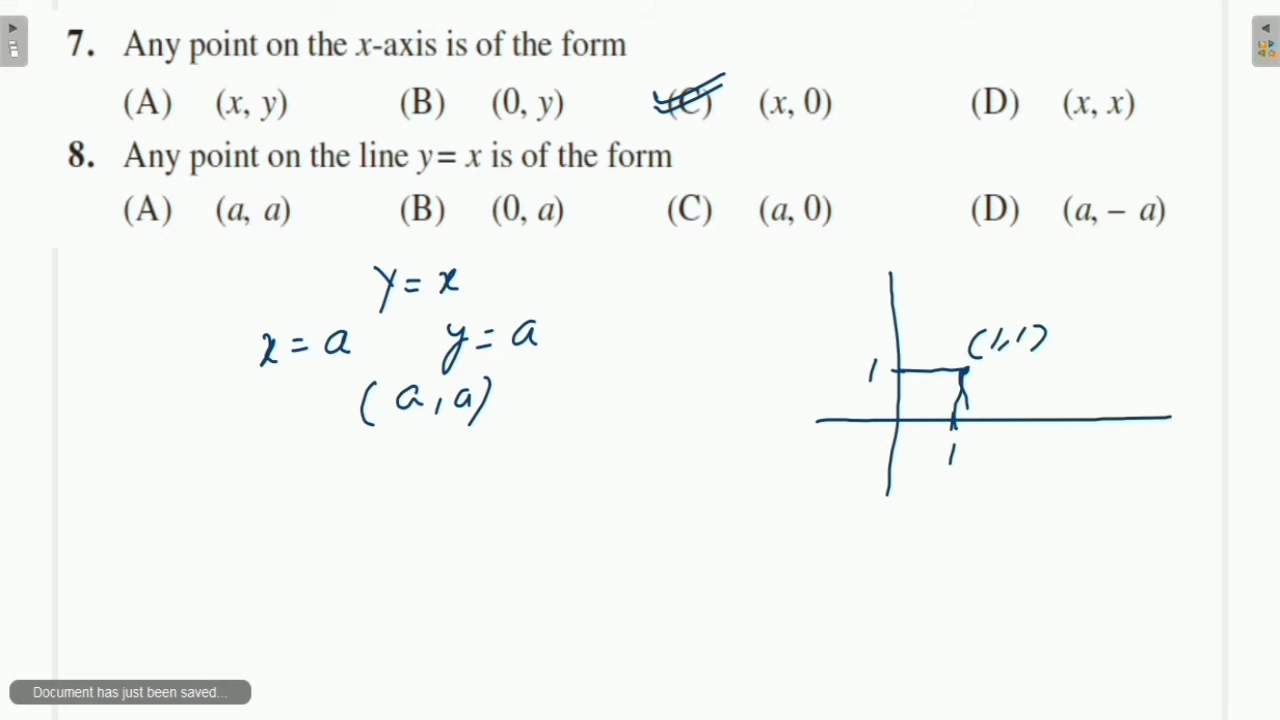 7. Any point on the x-axis is of the form
(A) (x, y) (B) (0, y) (C) (x, 0) (D) (x, x)
8. Any point on the line y= x is of the form
(A) (a, a) (B) (0, a) (C) (a, 0) (D) (a, – a)
y = x
x = a y = a
(a, a)
(1,1)
1
1
Document has just been saved...